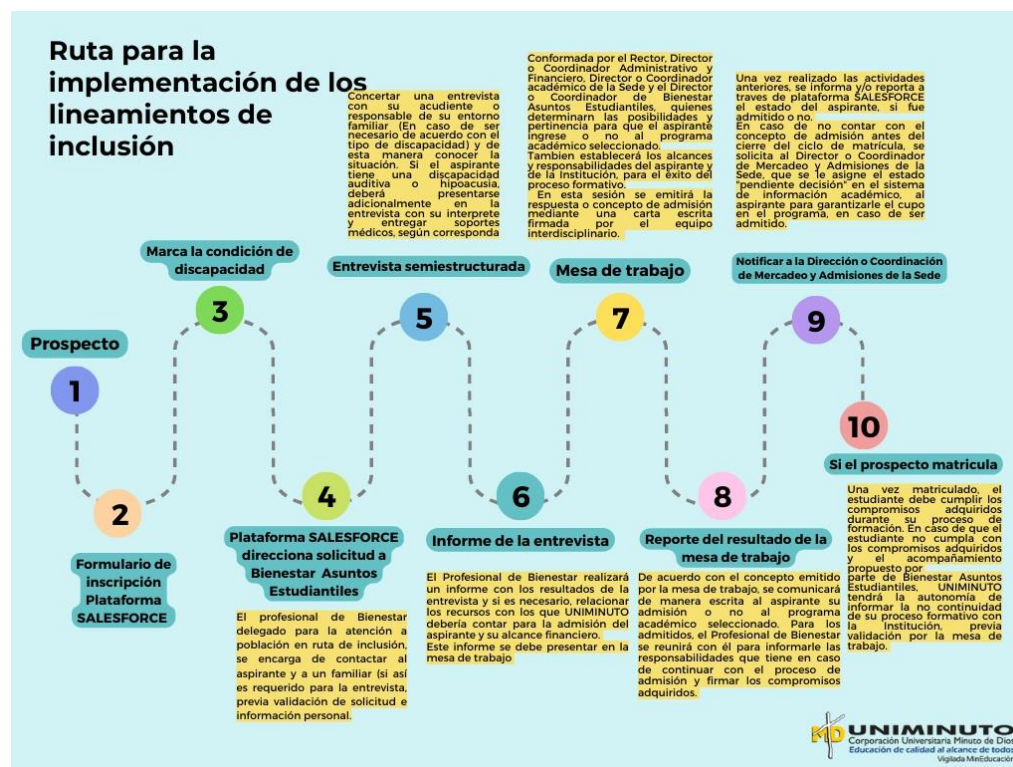 Ruta para la
implementación de los
lineamientos de
inclusión
Prospecto
1
2
Formulario de
inscripción
Plataforma
SALESFORCE
Marca la condición de
discapacidad
3
4
Plataforma SALESFORCE
direcciona solicitud a
Bienestar Asuntos
Estudiantiles
El profesional de Bienestar
delegado para la atención a
población en ruta de inclusión,
se encarga de contactar al
aspirante y a un familiar (si así
es requerido para la entrevista,
previa validación de solicitud e
información personal.
Concertar una entrevista
con su acudiente o
responsable de su entorno
familiar (En caso de ser
necesario de acuerdo con el
tipo de discapacidad) y de
esta manera conocer la
situación. Si el aspirante
tiene una discapacidad
auditiva o hipoacusia,
deberá presentarse
adicionalmente en la
entrevista con su interprete
y entregar soportes
médicos, según corresponda
Entrevista semiestructurada
5
6
Informe de la entrevista
El Profesional de Bienestar realizará
un informe con los resultados de la
entrevista y si es necesario, relacionar
los recursos con los que UNIMINUTO
debería contar para la admisión del
aspirante y su alcance financiero.
Este informe se debe presentar en la
mesa de trabajo
Conformada por el Rector, Director
o Coordinador Administrativo y
Financiero, Director o Coordinador
académico de la Sede y el Director
o Coordinador de Bienestar
Asuntos Estudiantiles, quienes
determinarn las posibilidades y
pertinencia para que el aspirante
ingrese o no al programa
académico seleccionado.
Tambien establecerá los alcances
y responsabilidades del aspirante y
de la Institución, para el éxito del
proceso formativo.
En esta sesión se emitirá la
respuesta o concepto de admisión
mediante una carta escrita
firmada por el equipo
interdisciplinario.
Mesa de trabajo
7
8
Reporte del resultado de la
mesa de trabajo
De acuerdo con el concepto emitido
por la mesa de trabajo, se comunicará
de manera escrita al aspirante su
admisión o no al programa
académico seleccionado. Para los
admitidos, el Profesional de Bienestar
se reunirá con él para informarle las
responsabilidades que tiene en caso
de continuar con el proceso de
admisión y firmar los compromisos
adquiridos.
Una vez realizado las actividades
anteriores, se informa y/o reporta a
traves de plataforma SALESFORCE
el estado del aspirante, si fue
admitido o no.
En caso de no contar con el
concepto de admisión antes del
cierre del ciclo de matrícula, se
solicita al Director o Coordinador
de Mercadeo y Admisiones de la
Sede, que se le asigne el estado
"pendiente decisión" en el sistema
de información académico, al
aspirante para garantizarle el cupo
en el programa, en caso de ser
admitido.
Notificar a la Dirección o Coordinación
de Mercadeo y Admisiones de la Sede
9
10
Si el prospecto matricula
Una vez matriculado, el
estudiante debe cumplir los
compromisos adquiridos
durante su proceso de
formación. En caso de que el
estudiante no cumpla con
los compromisos adquiridos
y el acompañamiento
propuesto por
parte de Bienestar Asuntos
Estudiantiles, UNIMINUTO
tendrá la autonomía de
informar la no continuidad
de su proceso formativo con
la Institución, previa
validación por la mesa de
trabajo.
MD UNIMINUTO
Corporación Universitaria Minuto de Dios
Educación de calidad al alcance de todos
Vigilada MinEducación